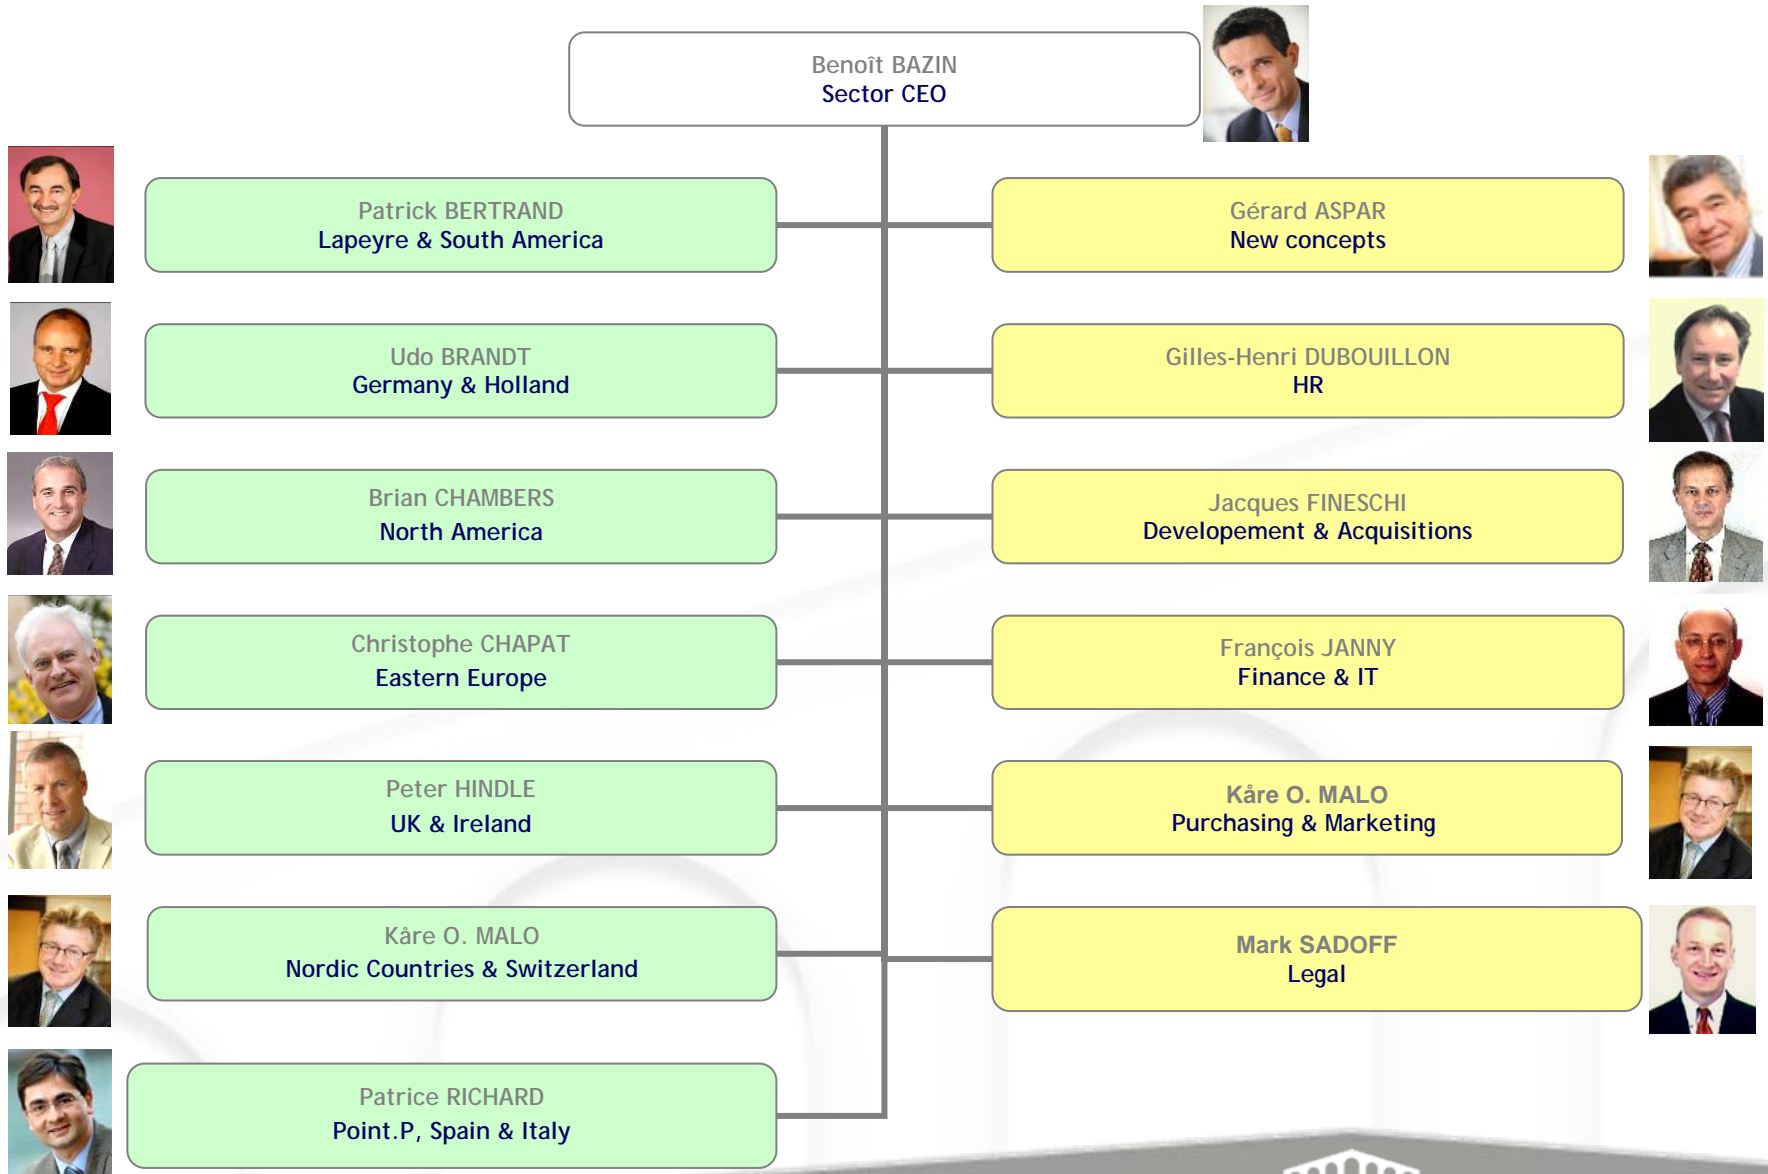 Benoît BAZIN
Sector CEO
Patrick BERTRAND
Lapeyre & South America
Gérard ASPAR
New concepts
Udo BRANDT
Germany & Holland
Gilles-Henri DUBOUILLON
HR
Brian CHAMBERS
North America
Jacques FINESCHI
Developement & Acquisitions
Christophe CHAPAT
Eastern Europe
François JANNY
Finance & IT
Peter HINDLE
UK & Ireland
Kåre O. MALO
Purchasing & Marketing
Kåre O. MALO
Nordic Countries & Switzerland
Mark SADOFF
Legal
Patrice RICHARD
Point.P, Spain & Italy